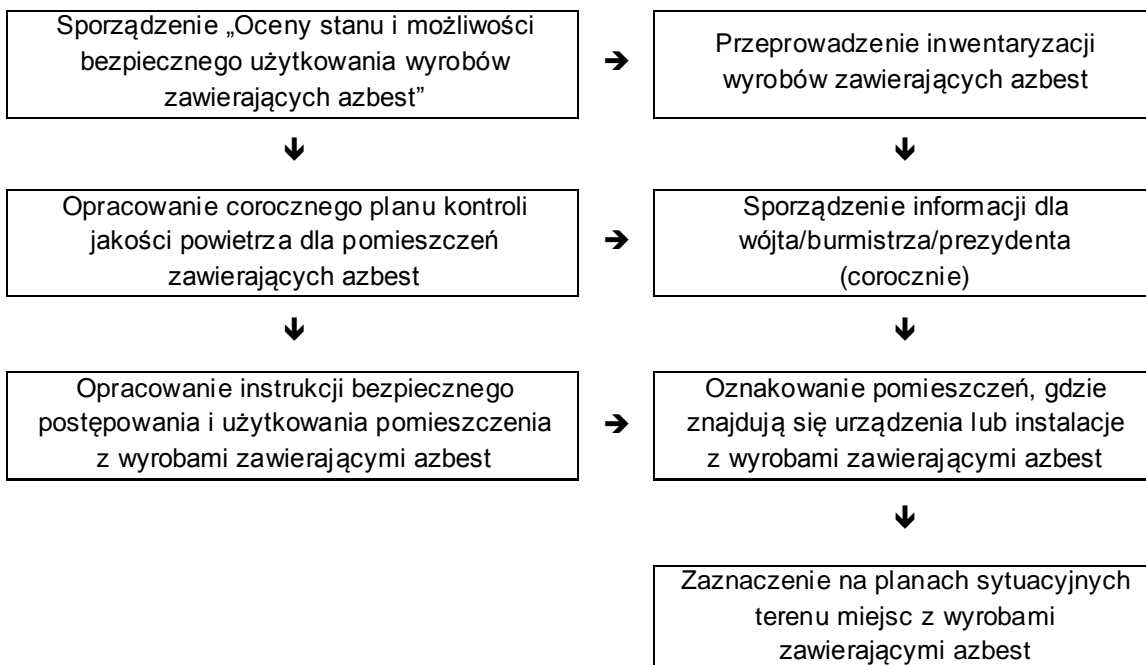 Sporządzenie „Oceny stanu i możliwości
bezpiecznego użytkowania wyrobów
zawierających azbest”
➔
Przeprowadzenie inwentaryzacji
wyrobów zawierających azbest
Opracowanie corocznego planu kontroli
jakości powietrza dla pomieszczeń
zawierających azbest
➔
Sporządzenie informacji dla
wójta/burmistrza/prezydenta
(corocznie)
Opracowanie instrukcji bezpiecznego
postępowania i użytkowania pomieszczenia
z wyrobami zawierającymi azbest
➔
Oznakowanie pomieszczeń, gdzie
znajdują się urządzenia lub instalacje
z wyrobami zawierającymi azbest
Zaznaczenie na planach sytuacyjnych
terenu miejsc z wyrobami
zawierającymi azbest